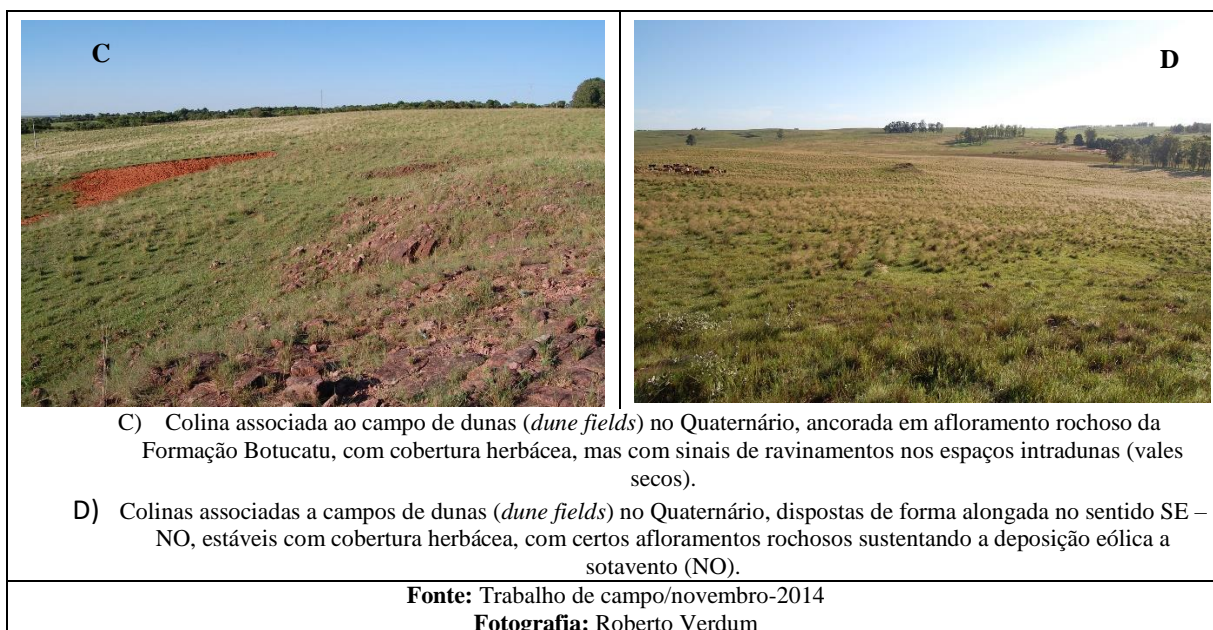 C
D
C) Colina associada ao campo de dunas (dune fields) no Quaternário, ancorada em afloramento rochoso da
Formação Botucatu, com cobertura herbácea, mas com sinais de ravinamentos nos espaços intradunas (vales
secos).
D) Colinas associadas a campos de dunas (dune fields) no Quaternário, dispostas de forma alongada no sentido SE –
NO, estáveis com cobertura herbácea, com certos afloramentos rochosos sustentando a deposição eólica a
sotavento (NO).
Fonte: Trabalho de campo/novembro-2014
Fotografia: Roberto Verdum